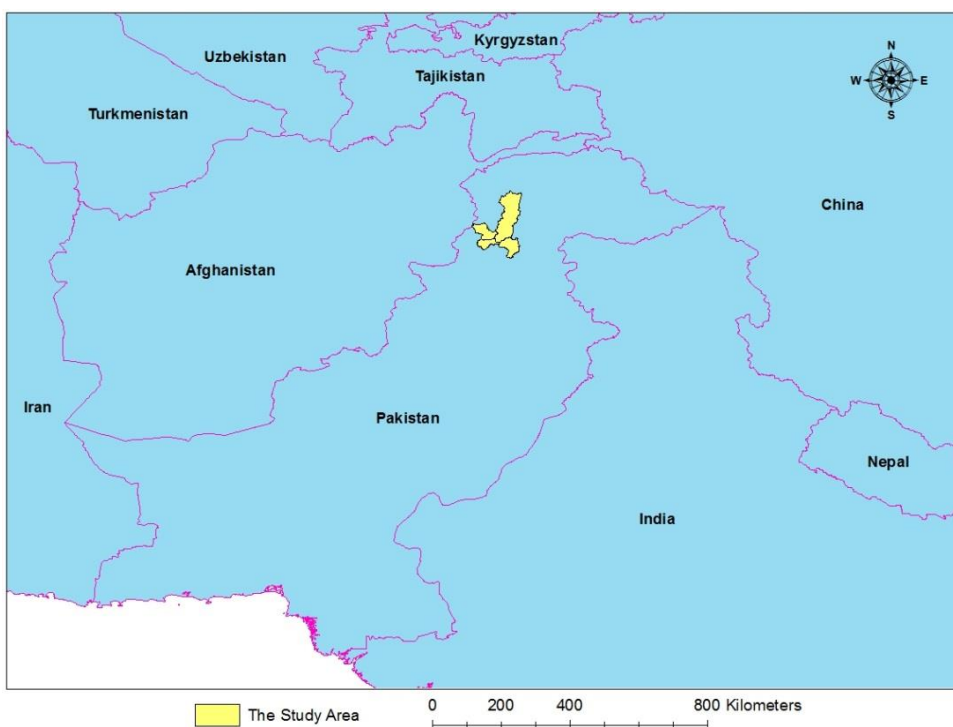 Kyrgyzstan
Uzbekistan
Tajikistan
N
W E
S
Turkmenistan
China
Afghanistan
Iran
Pakistan
Nepal
India
The Study Area
0 200 400 800 Kilometers